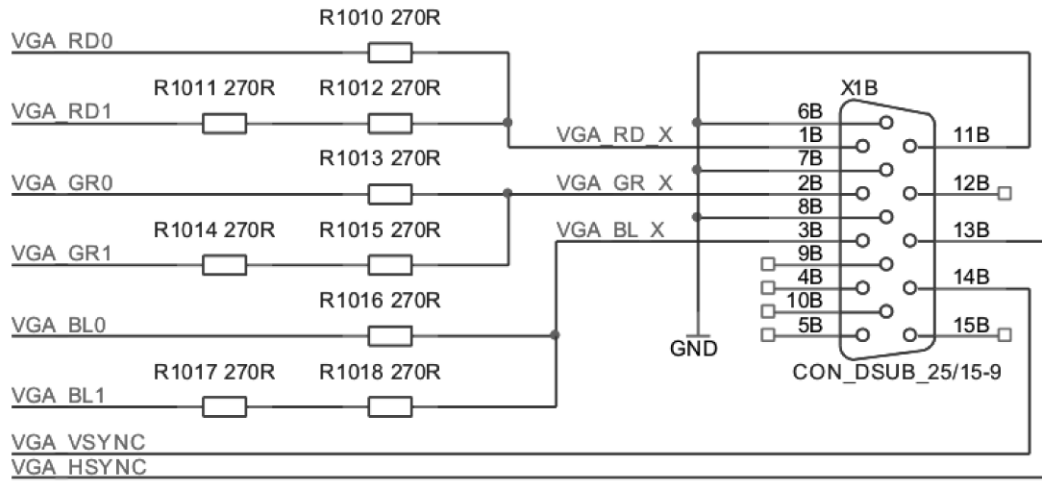 R1010 270R
VGA_RD0
R1011 270R R1012 270R X1B
VGA_RD1 6B
VGA_RD_X 1B 11B
R1013 270R 7B
VGA_GR0 VGA_GR_X 2B 12B
8B
R1014 270R R1015 270R VGA_BL_X 3B 13B
VGA_GR1 9B
4B 14B
R1016 270R 10B
VGA_BL0 5B 15B
GND
R1017 270R R1018 270R CON_DSUB_25/15-9
VGA_BL1
VGA_VSYNC
VGA_HSYNC